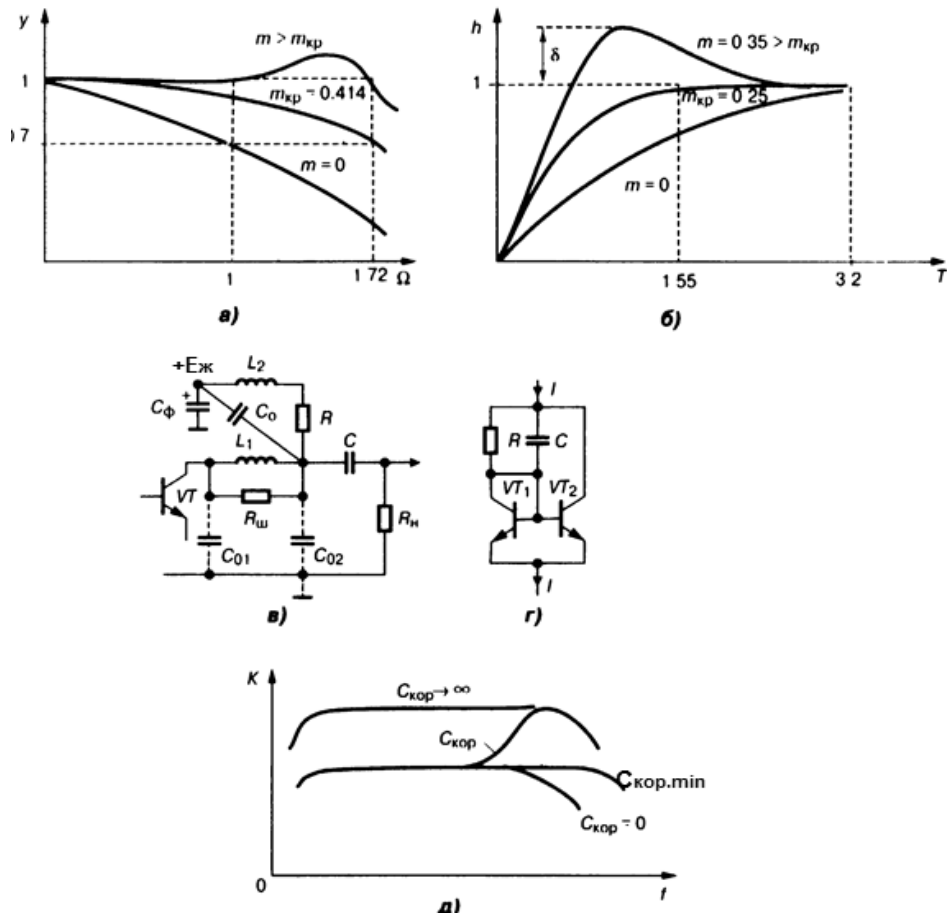 y
m > mкр
1
mкр = 0.414
0 7
m = 0
1
1 72
Ω
а)
h
δ
m = 0 35 > mкр
1
mкр = 0 25
m = 0
1 55
3 2
T
б)
+Eж
L2
Cф
+
Cо
R
L1
C
VT
Rш
Rн
C01
C02
в)
I
R
C
VT1
VT2
I
г)
K
Cкор → ∞
Cкор
Cкор.min
Cкор = 0
0
f
д)